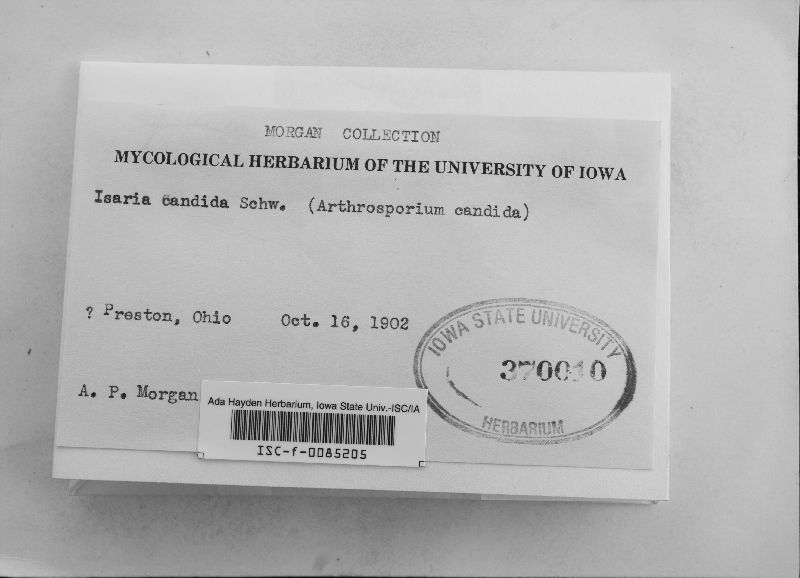 MORGAN COLLECTION
MYCOLOGICAL HERBARIUM OF THE UNIVERSITY OF IOWA
Isaria candida Schw. (Arthrosporium candida)
? Preston, Ohio Oct. 16, 1902
IOWA STATE UNIVERSITY
370010
HERBARIUM
A. P. Morgan
Ada Hayden Herbarium, Iowa State Univ.-ISC/IA
ISC-f-0085205